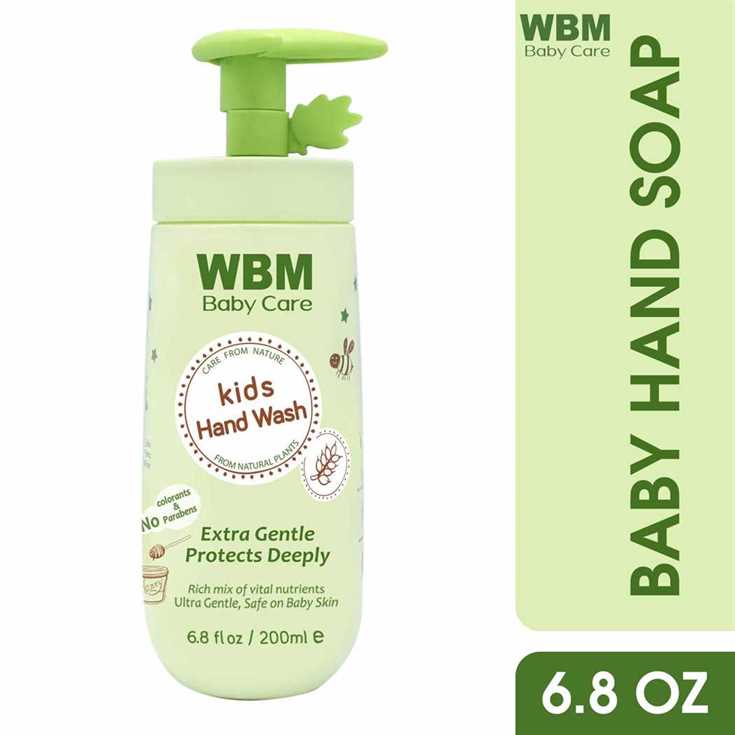 WBM
Baby Care
CARE FROM NATURE
kids
Hand Wash
FROM NATURAL PLANTS
No colorants
& Parabens
Extra Gentle
Protects Deeply
Rich mix of vital nutrients
Ultra Gentle, Safe on Baby Skin
6.8 fl oz / 200ml e
WBM
Baby Care
BABY HAND SOAP
6.8 OZ